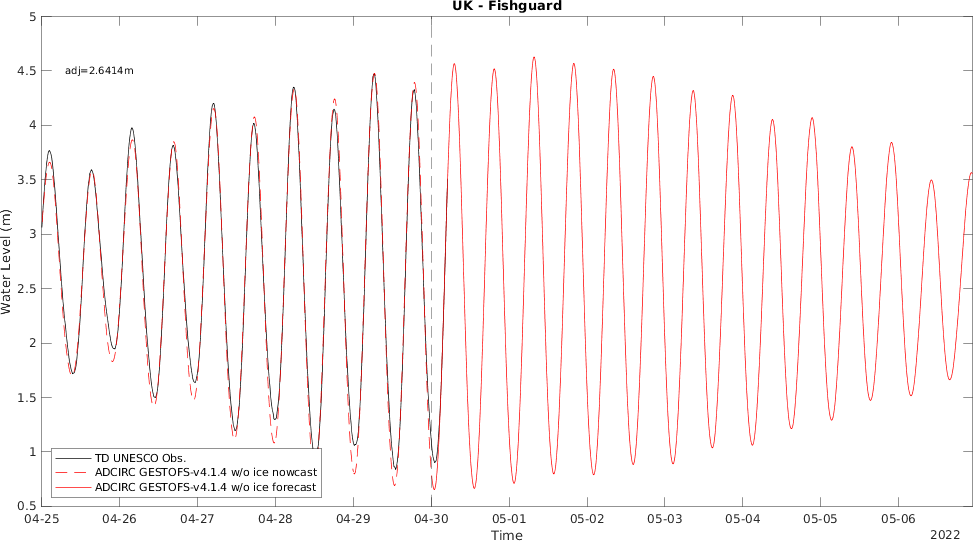 UK - Fishguard
adj=2.6414m
Water Level (m)
5
4.5
4
3.5
3
2.5
2
1.5
1
0.5
TD UNESCO Obs.
ADCIRC GESTOFS-v4.1.4 w/o ice nowcast
ADCIRC GESTOFS-v4.1.4 w/o ice forecast
04-25 04-26 04-27 04-28 04-29 04-30 05-01 05-02 05-03 05-04 05-05 05-06
Time
2022